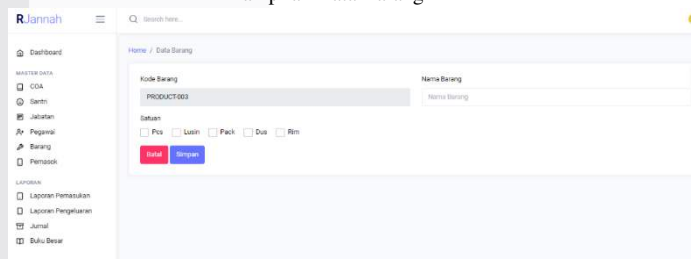 RJannah
Search here...
Dashboard
MASTER DATA
COA
Santri
Jabatan
Pegawai
Barang
Pemasok
LAPORAN
Laporan Pemasukan
Laporan Pengeluaran
Jurnal
Buku Besar
Home / Data Barang
Kode Barang
Nama Barang
PRODUCT-003
Nama Barang
Satuan
Pcs Lusin Pack Dus Rim
Batal Simpan